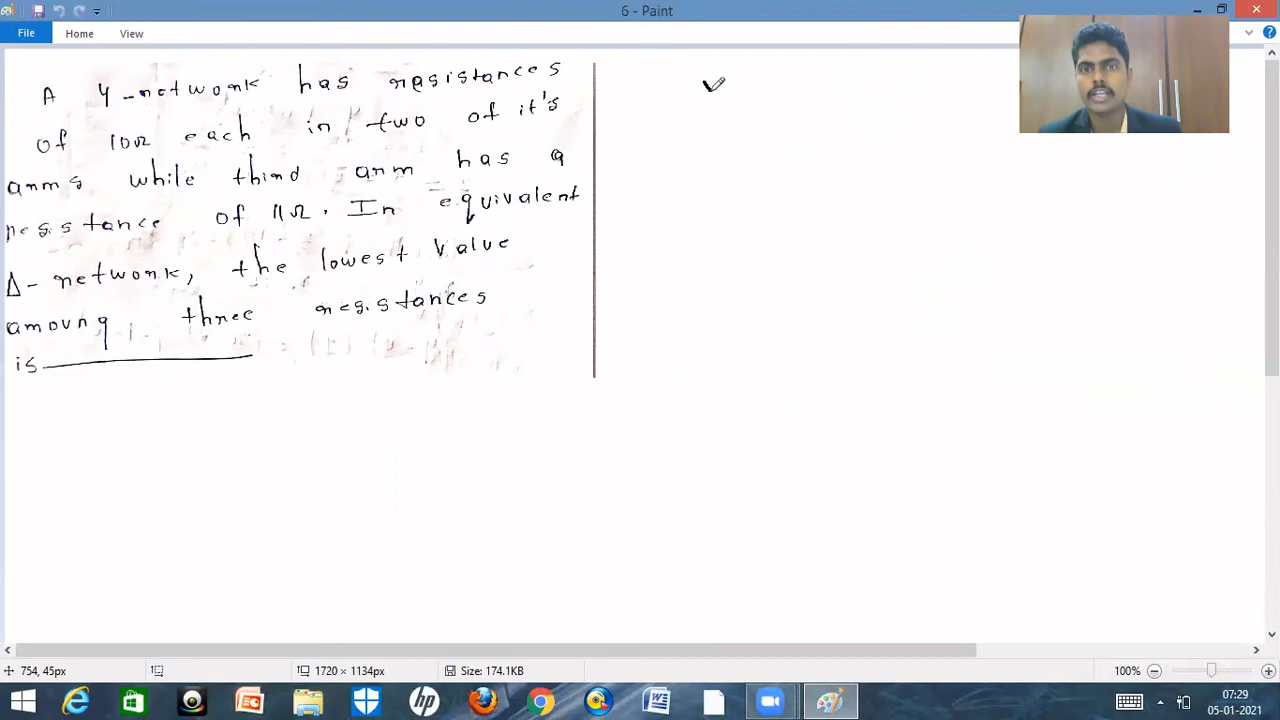 6 - Paint
File Home View
A Y-network has resistances
of 10Ω each in two of it's
arms while third arm has a
resistance of 11Ω. In equivalent
Δ- network, the lowest value
amoung three resistances
is
754, 45px 1720 × 1134px Size: 174.1KB 100%
07:29
05-01-2021